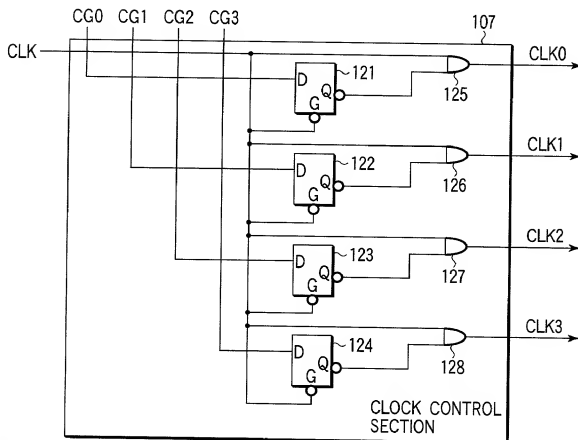 CG0 CG1 CG2 CG3
107
CLK
CLK0
D
121
Q
G
125
CLK1
D
122
Q
G
126
CLK2
D
123
Q
G
127
CLK3
D
124
Q
G
128
CLOCK CONTROL
SECTION